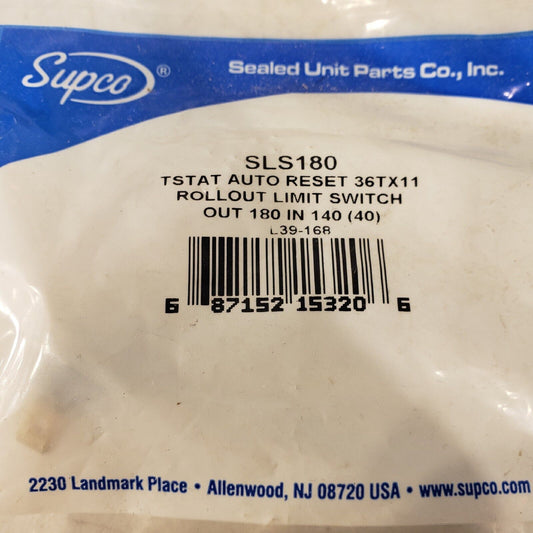 Supco®
Sealed Unit Parts Co., Inc.
SLS180
TSTAT AUTO RESET 36TX11
ROLLOUT LIMIT SWITCH
OUT 180 IN 140 (40)
L39-168
6 87152 15320 6
2230 Landmark Place • Allenwood, NJ 08720 USA • www.supco.com